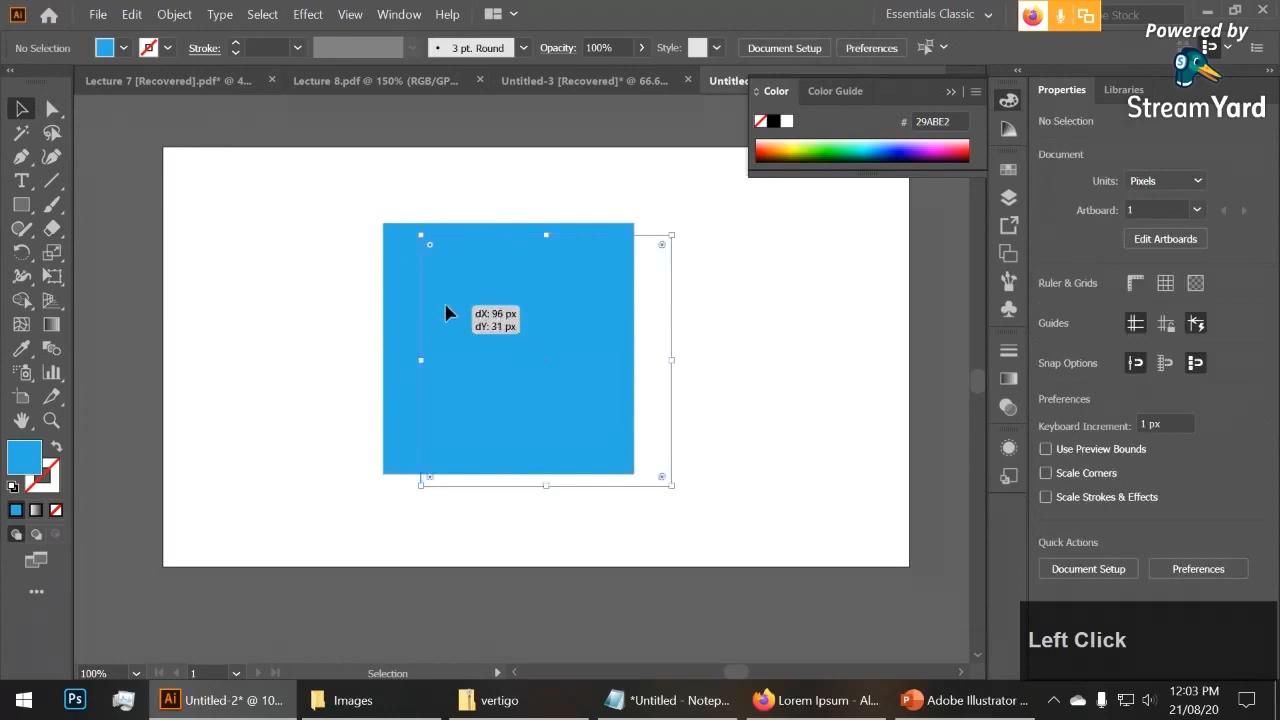 File Edit Object Type Select Effect View Window Help
Essentials Classic
Stock
No Selection
Stroke:
3 pt. Round
Opacity: 100%
Style:
Document Setup
Preferences
Powered by
StreamYard
Lecture 7 [Recovered].pdf* @ 4...
Lecture 8.pdf @ 150% (RGB/GP...
Untitled-3 [Recovered]* @ 66.6...
Untitled
Color
Color Guide
# 29ABE2
Properties
Libraries
No Selection
Document
Units: Pixels
Artboard: 1
Edit Artboards
Ruler & Grids
Guides
Snap Options
Preferences
Keyboard Increment: 1 px
Use Preview Bounds
Scale Corners
Scale Strokes & Effects
Quick Actions
Document Setup
Preferences
dX: 96 px
dY: 31 px
Left Click
100%
1
Selection
Ps
Ai
Untitled-2* @ 10...
Images
vertigo
*Untitled - Notep...
Lorem Ipsum - Al...
Adobe Illustrator ...
12:03 PM
21/08/20